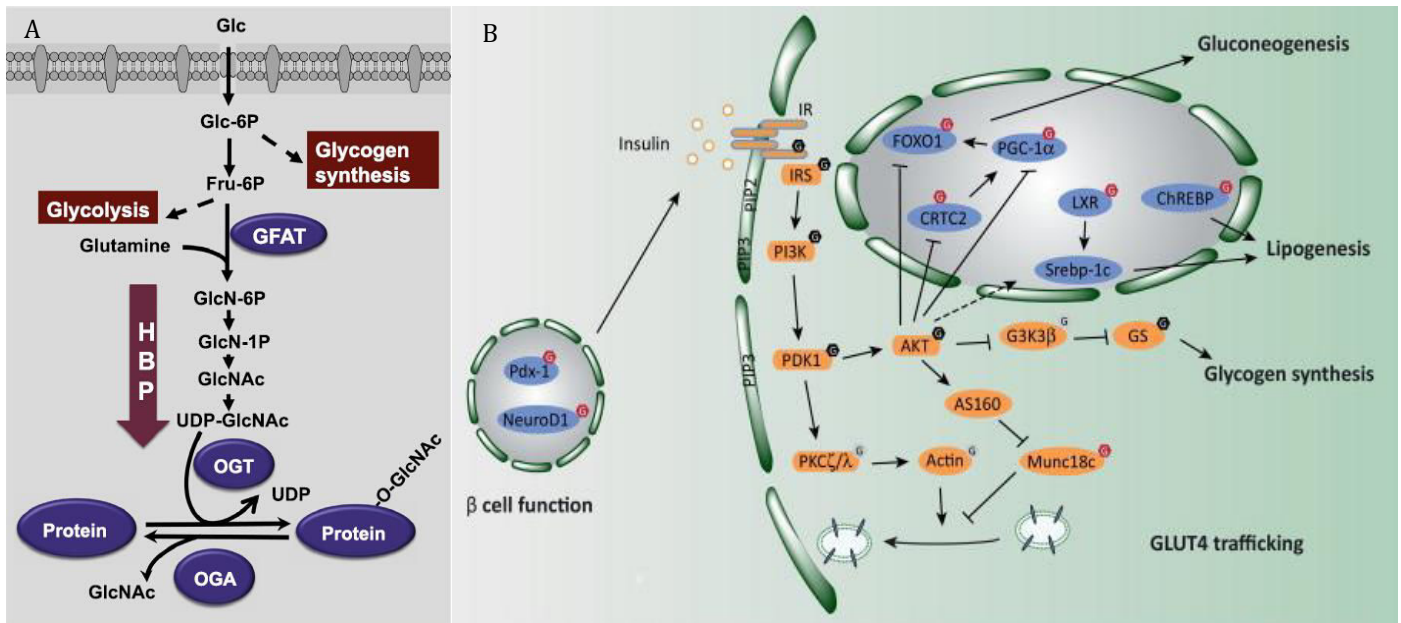 A
Glc
Glc-6P
Glycogen
synthesis
Fru-6P
Glycolysis
GFAT
Glutamine
GlcN-6P
H
B
P
GlcN-1P
GlcNAc
UDP-GlcNAc
OGT
UDP
-O-GlcNAc
Protein
Protein
OGA
GlcNAc
B
Gluconeogenesis
IR
Insulin
G
FOXO1 G
PGC-1α G
IRS G
PIP2
CRTC2 G
LXR G
ChREBP G
PIP3
PI3K G
Lipogenesis
Srebp-1c
PIP3
PDK1 G
AKT G
G3K3β G
GS G
Glycogen synthesis
Pdx-1 G
NeuroD1 G
AS160
PKCζ/λ G
Actin G
Munc18c G
β cell function
GLUT4 trafficking